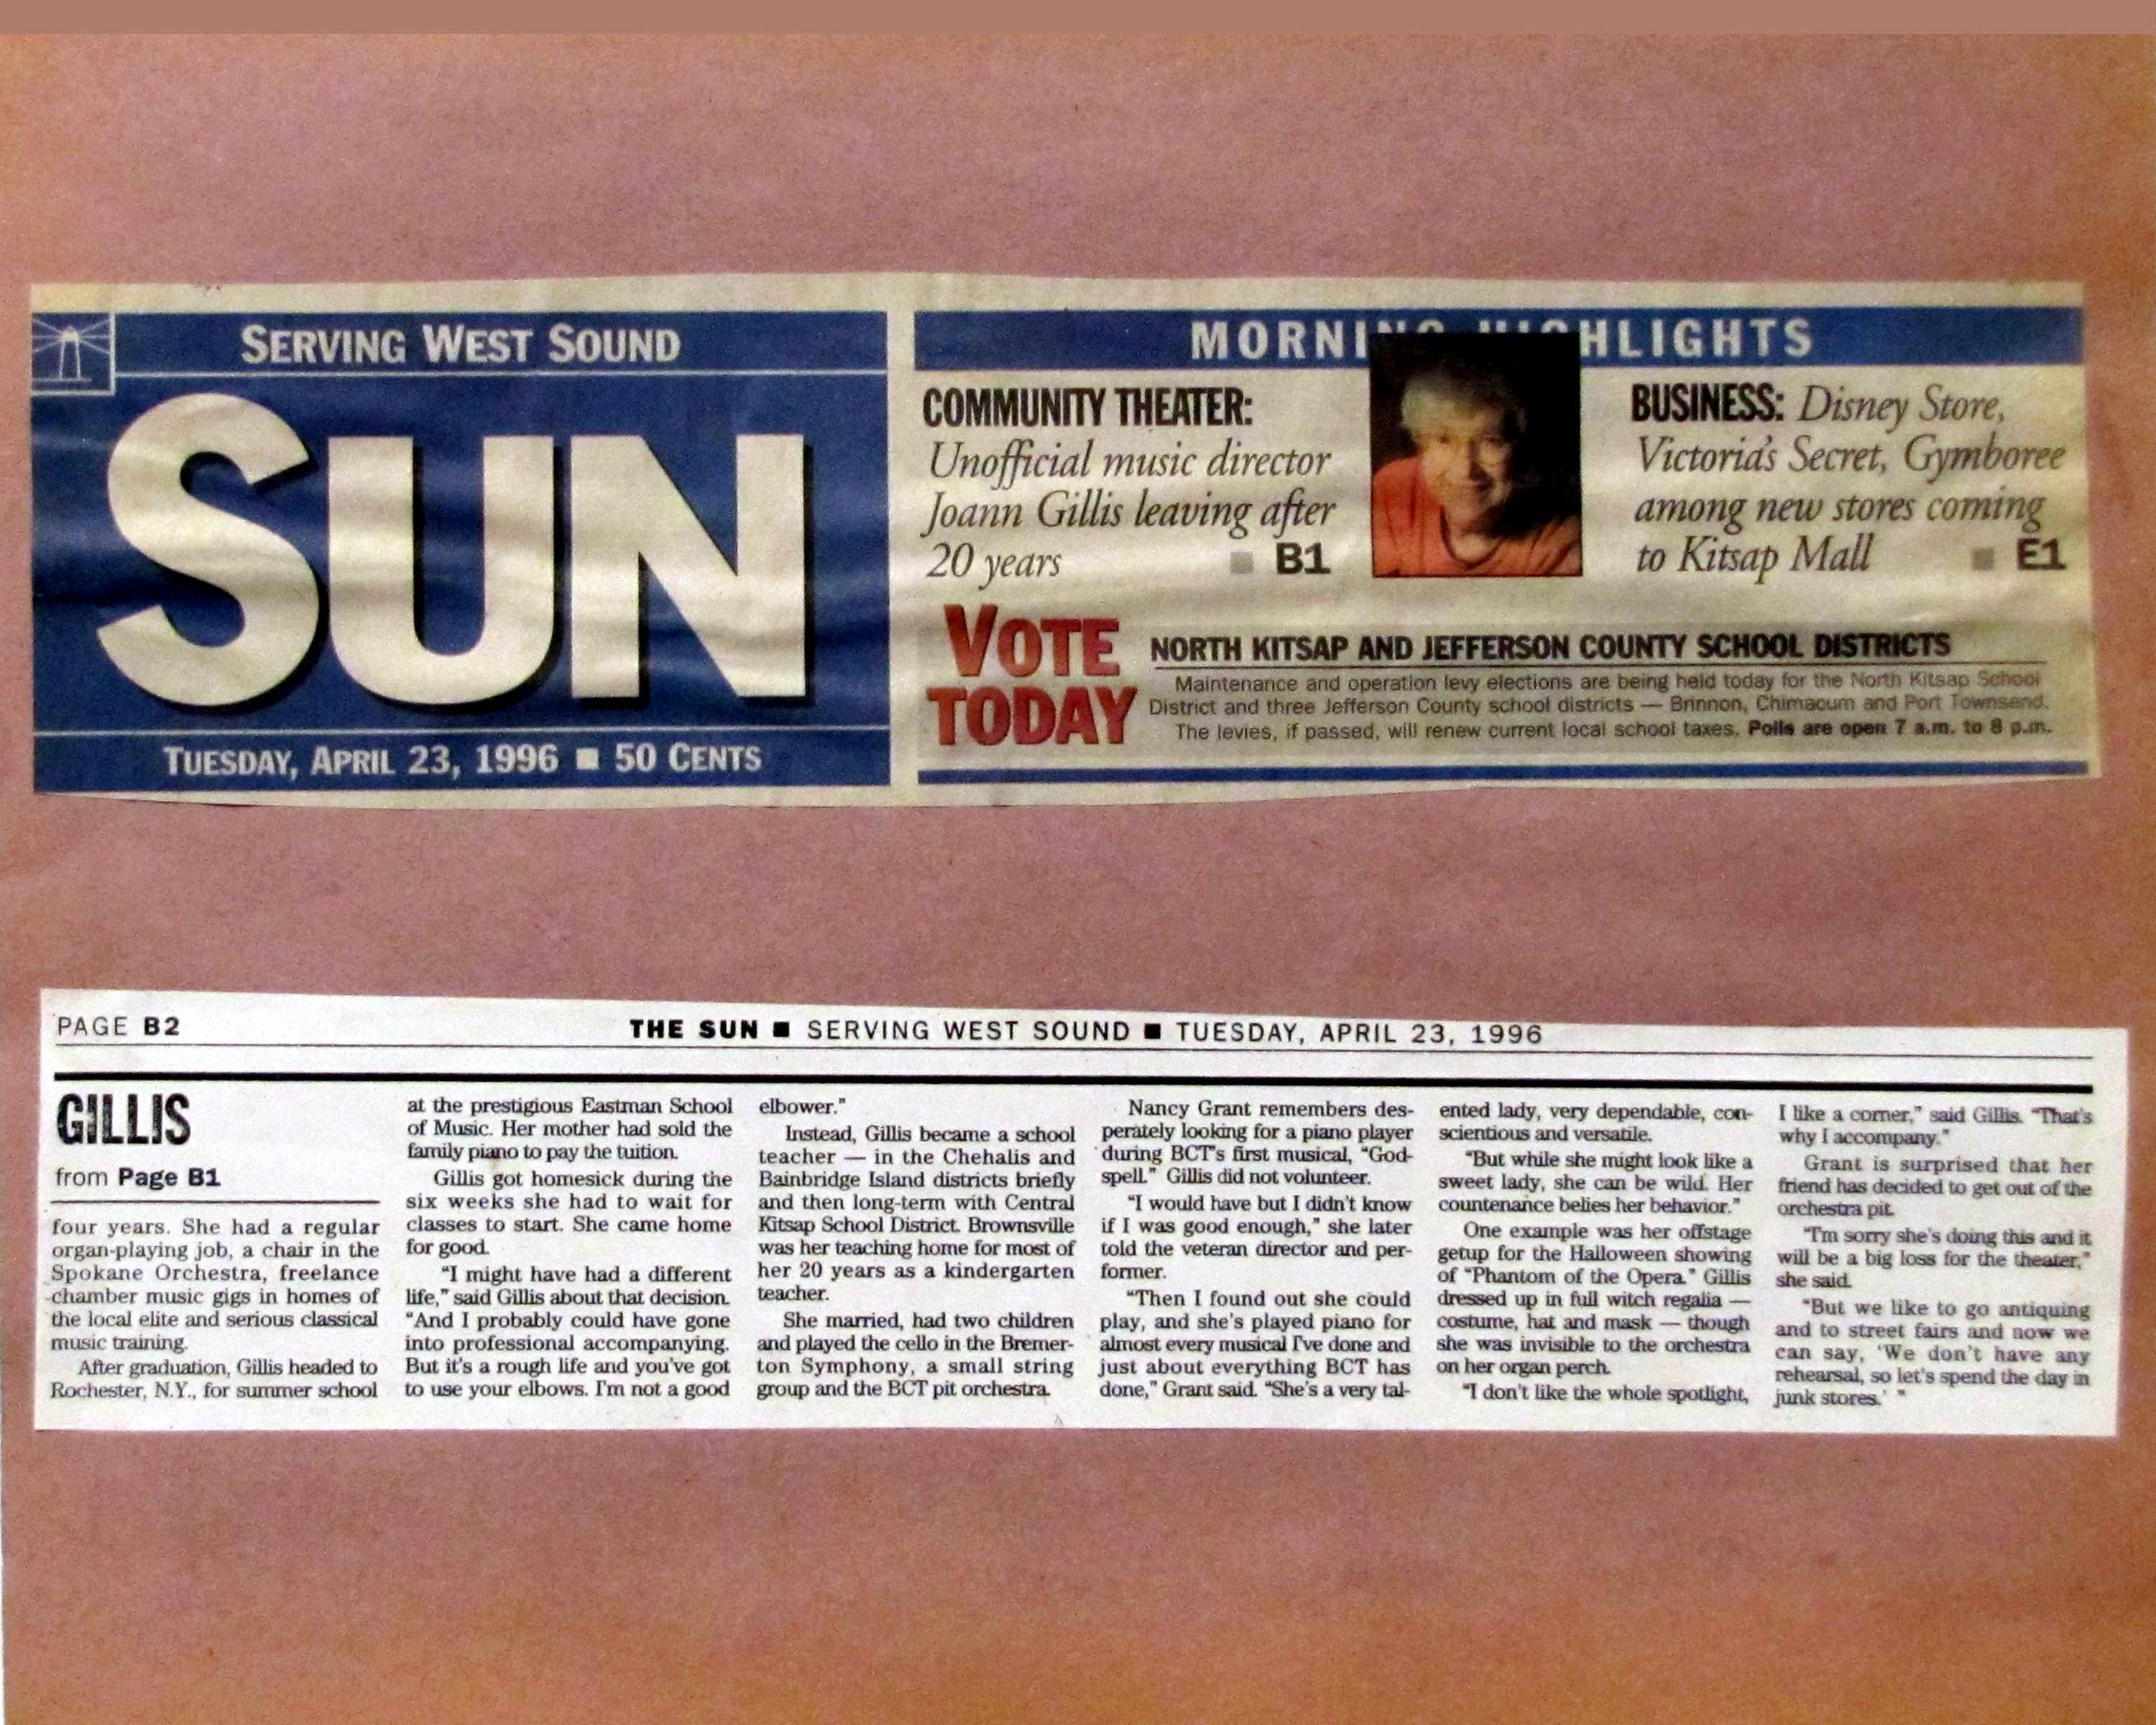 SERVING WEST SOUND
SUN
TUESDAY, APRIL 23, 1996 ■ 50 CENTS
MORNING HIGHLIGHTS
COMMUNITY THEATER:
Unofficial music director
Joann Gillis leaving after
20 years ■ B1
BUSINESS: Disney Store,
Victoria's Secret, Gymboree
among new stores coming
to Kitsap Mall ■ E1
VOTE
TODAY
NORTH KITSAP AND JEFFERSON COUNTY SCHOOL DISTRICTS
Maintenance and operation levy elections are being held today for the North Kitsap School
District and three Jefferson County school districts — Brinnon, Chimacum and Port Townsend.
The levies, if passed, will renew current local school taxes. Polls are open 7 a.m. to 8 p.m.
PAGE B2
THE SUN ■ SERVING WEST SOUND ■ TUESDAY, APRIL 23, 1996
GILLIS
from Page B1
four years. She had a regular
organ-playing job, a chair in the
Spokane Orchestra, freelance
chamber music gigs in homes of
the local elite and serious classical
music training.
After graduation, Gillis headed to
Rochester, N.Y., for summer school
at the prestigious Eastman School
of Music. Her mother had sold the
family piano to pay the tuition.
Gillis got homesick during the
six weeks she had to wait for
classes to start. She came home
for good.
“I might have had a different
life,” said Gillis about that decision.
“And I probably could have gone
into professional accompanying.
But it's a rough life and you've got
to use your elbows. I'm not a good
elbower.”
Instead, Gillis became a school
teacher — in the Chehalis and
Bainbridge Island districts briefly
and then long-term with Central
Kitsap School District. Brownsville
was her teaching home for most of
her 20 years as a kindergarten
teacher.
She married, had two children
and played the cello in the Bremer-
ton Symphony, a small string
group and the BCT pit orchestra.
Nancy Grant remembers des-
perately looking for a piano player
during BCT's first musical, “God-
spell.” Gillis did not volunteer.
“I would have but I didn't know
if I was good enough,” she later
told the veteran director and per-
former.
“Then I found out she could
play, and she's played piano for
almost every musical I've done and
just about everything BCT has
done,” Grant said. “She's a very tal-
ented lady, very dependable, con-
scientious and versatile.
“But while she might look like a
sweet lady, she can be wild. Her
countenance belies her behavior.”
One example was her offstage
getup for the Halloween showing
of “Phantom of the Opera.” Gillis
dressed up in full witch regalia —
costume, hat and mask — though
she was invisible to the orchestra
on her organ perch.
“I don't like the whole spotlight,
I like a corner,” said Gillis. “That's
why I accompany.”
Grant is surprised that her
friend has decided to get out of the
orchestra pit.
“I'm sorry she's doing this and it
will be a big loss for the theater,”
she said.
“But we like to go antiquing
and to street fairs and now we
can say, ‘We don't have any
rehearsal, so let's spend the day in
junk stores.’ ”